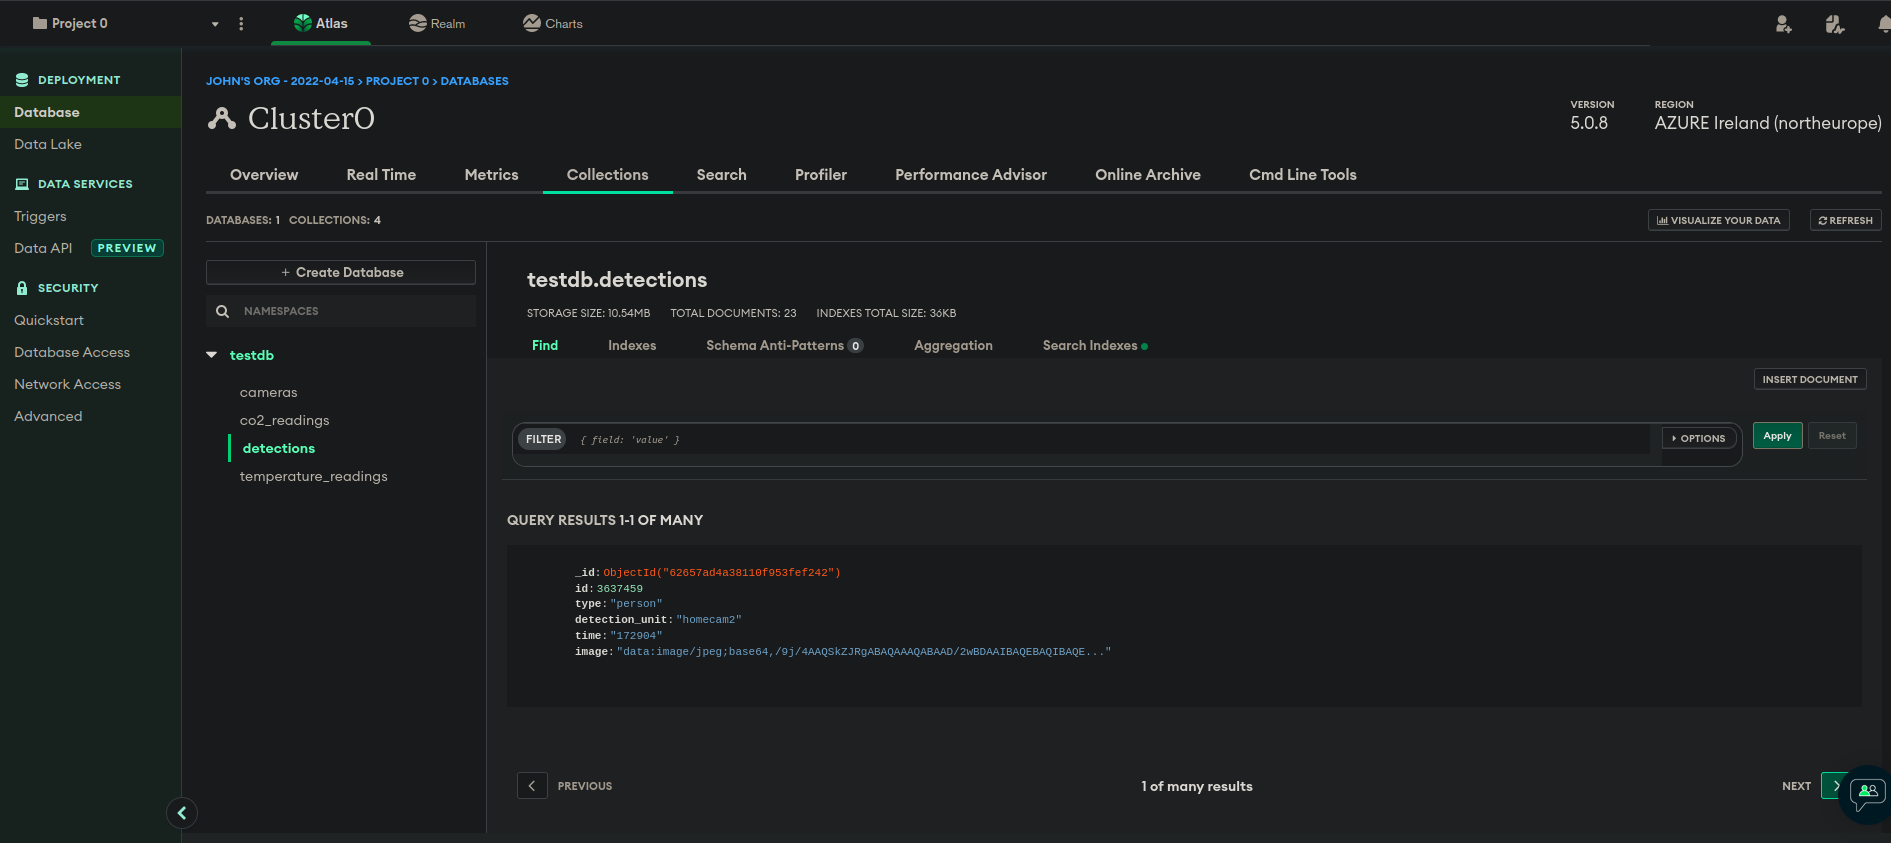 Project 0
Atlas
Realm
Charts
DEPLOYMENT
Database
Data Lake
DATA SERVICES
Triggers
Data API PREVIEW
SECURITY
Quickstart
Database Access
Network Access
Advanced
JOHN'S ORG - 2022-04-15 > PROJECT 0 > DATABASES
Cluster0
VERSION
5.0.8
REGION
AZURE Ireland (northeurope)
Overview Real Time Metrics Collections Search Profiler Performance Advisor Online Archive Cmd Line Tools
DATABASES: 1 COLLECTIONS: 4
VISUALIZE YOUR DATA
REFRESH
+ Create Database
NAMESPACES
testdb
cameras
co2_readings
detections
temperature_readings
testdb.detections
STORAGE SIZE: 10.54MB TOTAL DOCUMENTS: 23 INDEXES TOTAL SIZE: 36KB
Find Indexes Schema Anti-Patterns 0 Aggregation Search Indexes
INSERT DOCUMENT
FILTER { field: 'value' }
OPTIONS
Apply
Reset
QUERY RESULTS 1-1 OF MANY
_id: ObjectId("62657ad4a38110f953fef242")
id: 3637459
type: "person"
detection_unit: "homecam2"
time: "172904"
image: "data:image/jpeg;base64,/9j/4AAQSkZJRgABAQAAAQABAAD/2wBDAAIBAQEBAQIBAQE..."
PREVIOUS
1 of many results
NEXT